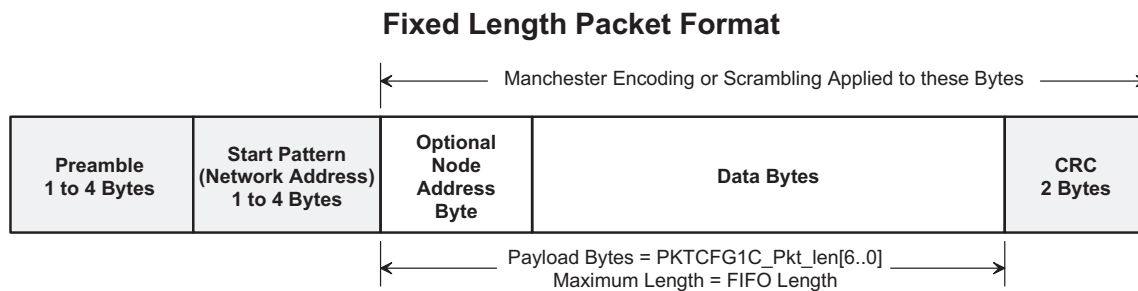 Fixed Length Packet Format
Manchester Encoding or Scrambling Applied to these Bytes
Preamble
1 to 4 Bytes
Start Pattern
(Network Address)
1 to 4 Bytes
Optional
Node
Address
Byte
Data Bytes
CRC
2 Bytes
Payload Bytes = PKTCFG1C_Pkt_len[6..0]
Maximum Length = FIFO Length